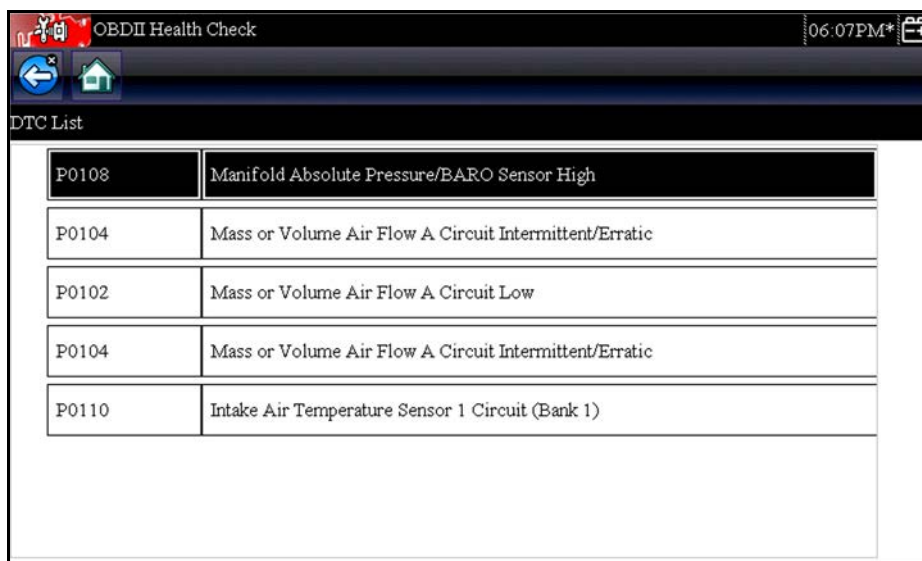 OBDII Health Check
06:07PM*
DTC List
P0108 Manifold Absolute Pressure/BARO Sensor High
P0104 Mass or Volume Air Flow A Circuit Intermittent/Erratic
P0102 Mass or Volume Air Flow A Circuit Low
P0104 Mass or Volume Air Flow A Circuit Intermittent/Erratic
P0110 Intake Air Temperature Sensor 1 Circuit (Bank 1)